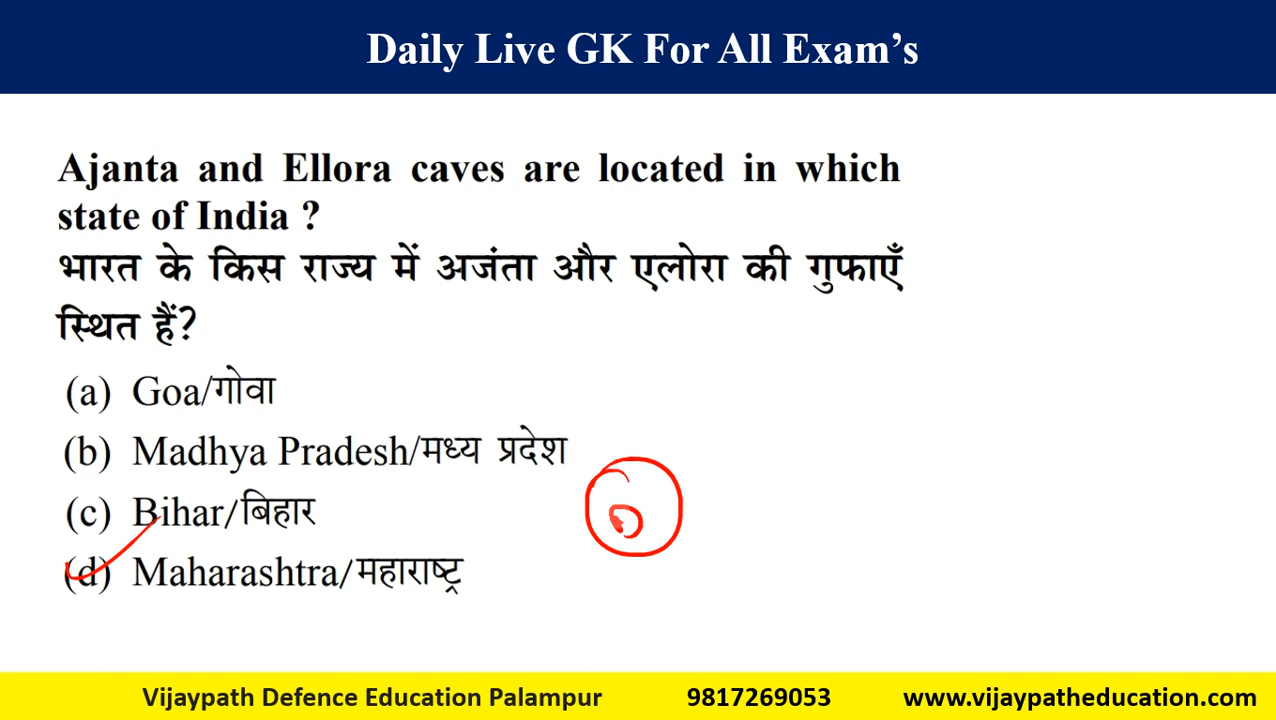 Daily Live GK For All Exam’s
Ajanta and Ellora caves are located in which
state of India ?
भारत के किस राज्य में अजंता और एलोरा की गुफाएँ
स्थित हैं?
(a) Goa/गोवा
(b) Madhya Pradesh/मध्य प्रदेश
(c) Bihar/बिहार
(d) Maharashtra/महाराष्ट्र
Vijaypath Defence Education Palampur 9817269053 www.vijaypatheducation.com